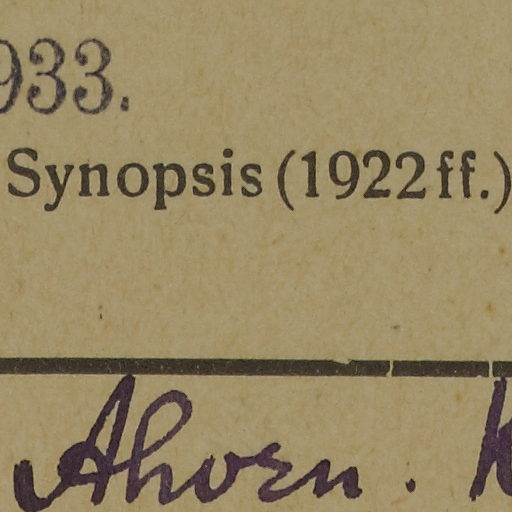 933.
Synopsis (1922 ff.)
Ahorn.